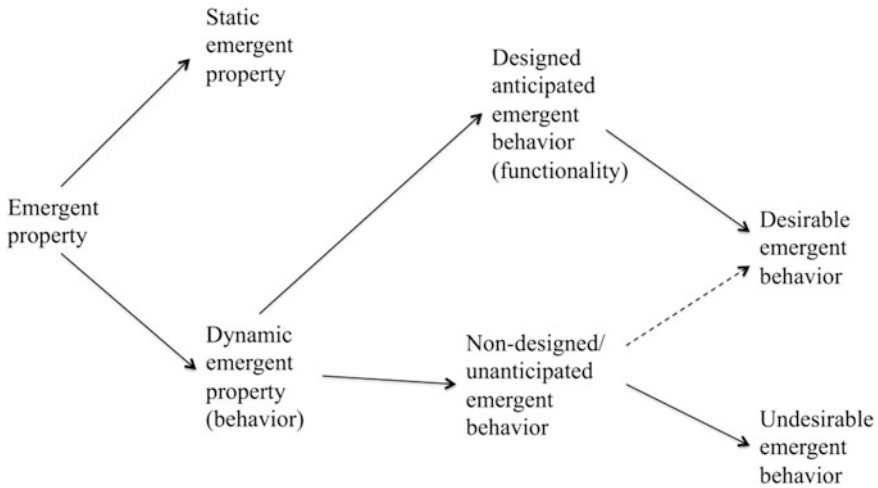 Static
emergent
property
Designed
anticipated
emergent
behavior
(functionality)
Emergent
property
Desirable
emergent
behavior
Dynamic
emergent
property
(behavior)
Non-designed/
unanticipated
emergent
behavior
Undesirable
emergent
behavior